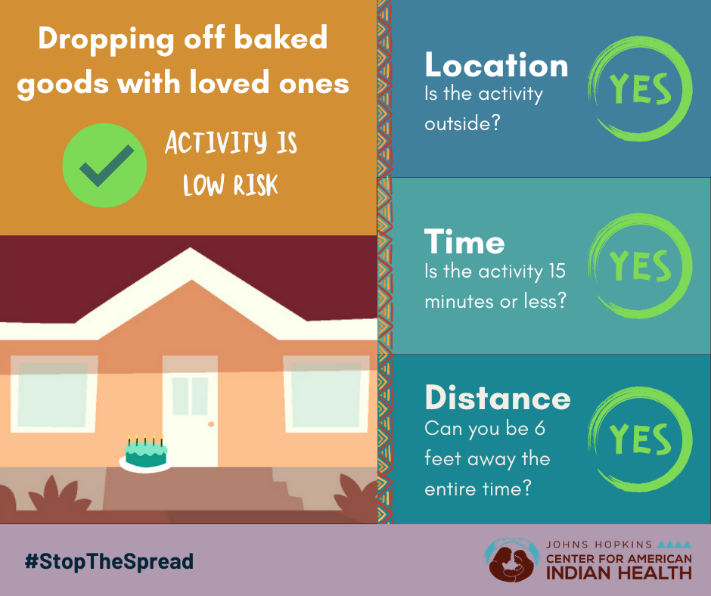 Dropping off baked
goods with loved ones
ACTIVITY IS
LOW RISK
Location
Is the activity
outside?
YES
Time
Is the activity 15
minutes or less?
YES
Distance
Can you be 6
feet away the
entire time?
YES
#StopTheSpread
JOHNS HOPKINS
CENTER FOR AMERICAN
INDIAN HEALTH